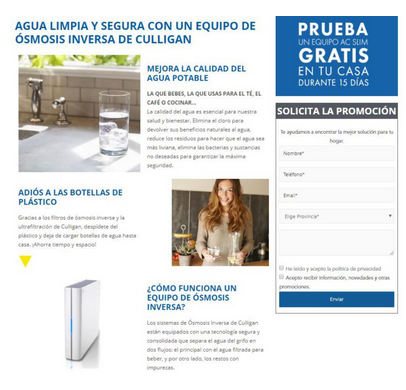 AGUA LIMPIA Y SEGURA CON UN EQUIPO DE
ÓSMOSIS INVERSA DE CULLIGAN
MEJORA LA CALIDAD DEL
AGUA POTABLE
LA QUE BEBES, LA QUE USAS PARA EL TÉ, EL
CAFÉ O COCINAR...
La calidad del agua es esencial para nuestra
salud y bienestar. Elimina el cloro para
devolver sus beneficios naturales al agua,
reduce los residuos para hacer que el agua sea
más liviana, elimina las bacterias y sustancias
no deseadas para garantizar la máxima
seguridad.
ADIÓS A LAS BOTELLAS DE
PLÁSTICO
Gracias a los filtros de ósmosis inversa y la
ultrafiltración de Culligan, deja de desperdiciar
plástico y deja de cargar botellas de agua hasta
casa. ¡Ahorra tiempo y espacio!
¿CÓMO FUNCIONA UN
EQUIPO DE ÓSMOSIS
INVERSA?
Los sistemas de Ósmosis Inversa de Culligan
están equipados con una tecnología segura y
consolidada que separa el agua del grifo en
dos flujos: el principal con el agua filtrada para
beber, y por otro lado, los restos con
impurezas.
PRUEBA
UN EQUIPO AC SLIM
GRATIS
EN TU CASA
DURANTE 15 DÍAS
SOLICITA LA PROMOCIÓN
Te ayudamos a encontrar la mejor solución para tu
hogar.
Nombre*
Teléfono*
Email*
Elige Provincia*
He leído y acepto la política de privacidad
Acepto recibir información, novedades y otras
promociones.
Enviar